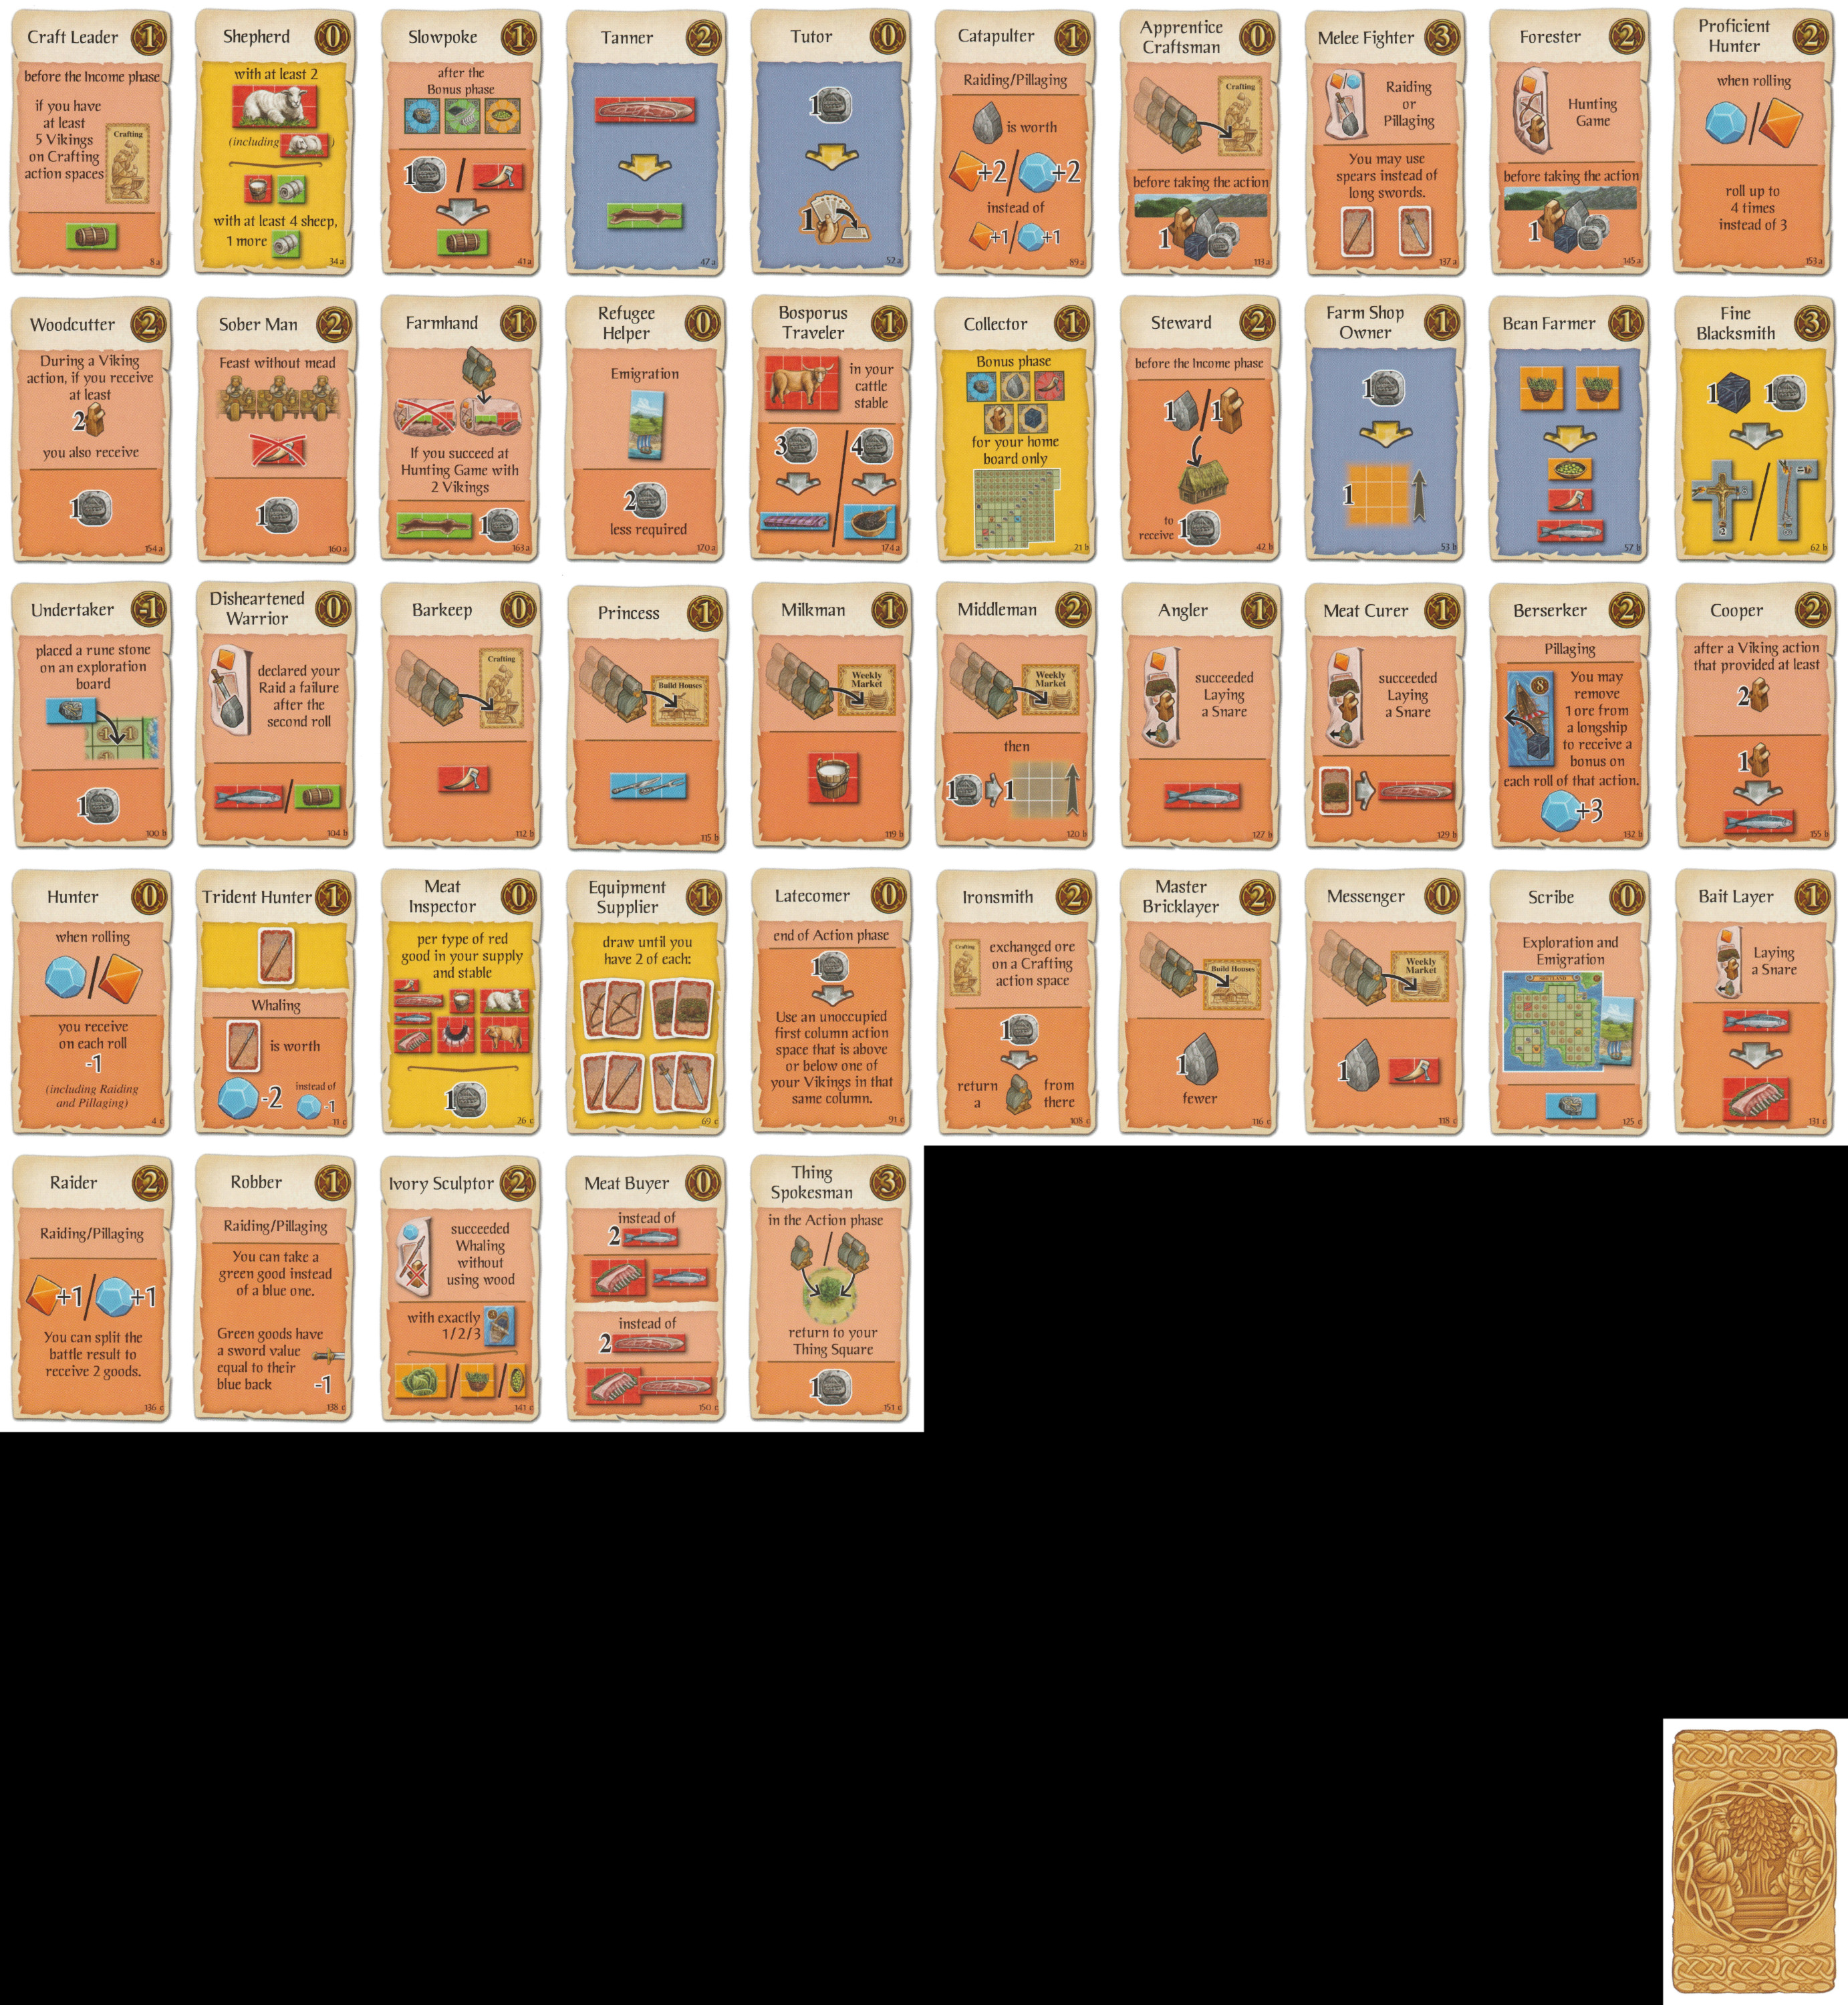 Craft Leader 1
before the Income phase
if you have
at least
5 Vikings
on Crafting
action spaces
Crafting
8 a
Shepherd 0
with at least 2
(including )
with at least 4 sheep,
1 more
34 a
Slowpoke 1
after the
Bonus phase
1 /
41 a
Tanner 2
47 a
Tutor 0
1
1
52 a
Catapulter 1
Raiding/Pillaging
is worth
+2/ +2
instead of
+1/ +1
89 a
Apprentice
Craftsman 0
Crafting
before taking the action
1
113 a
Melee Fighter 3
Raiding
or
Pillaging
You may use
spears instead of
long swords.
137 a
Forester 2
Hunting
Game
before taking the action
1
145 a
Proficient
Hunter 2
when rolling
/
roll up to
4 times
instead of 3
153 a
Woodcutter 2
During a Viking
action, if you receive
at least
2
you also receive
1
154 a
Sober Man 2
Feast without mead
1
160 a
Farmhand 1
If you succeed at
Hunting Game with
2 Vikings
1
163 a
Refugee
Helper 0
Emigration
2
less required
170 a
Bosporus
Traveler 1
in your
cattle
stable
3 / 4
174 a
Collector 1
Bonus phase
for your home
board only
21 b
Steward 2
before the Income phase
1 / 1
to
receive 1
42 b
Farm Shop
Owner 1
1
1
53 b
Bean Farmer 1
57 b
Fine
Blacksmith 3
1 1
/
62 b
Undertaker -1
placed a rune stone
on an exploration
board
-1 -1
1
100 b
Disheartened
Warrior 0
declared your
Raid a failure
after the
second roll
/
104 b
Barkeep 0
Crafting
112 b
Princess 1
Build Houses
115 b
Milkman 1
Weekly
Market
119 b
Middleman 2
Weekly
Market
then
1 1
120 b
Angler 1
succeeded
Laying
a Snare
127 b
Meat Curer 1
succeeded
Laying
a Snare
129 b
Berserker 2
Pillaging
8
You may
remove
1 ore from
a longship
to receive a
bonus on
each roll of that action.
+3
132 b
Cooper 2
after a Viking action
that provided at least
2
1
155 b
Hunter 0
when rolling
/
you receive
on each roll
-1
(including Raiding
and Pillaging)
4 c
Trident Hunter 1
Whaling
is worth
-2 instead of
-1
11 c
Meat
Inspector 0
per type of red
good in your supply
and stable
1
26 c
Equipment
Supplier 1
draw until you
have 2 of each:
69 c
Latecomer 0
end of Action phase
1
Use an unoccupied
first column action
space that is above
or below one of
your Vikings in that
same column.
91 c
Ironsmith 2
Crafting
exchanged ore
on a Crafting
action space
1
return from
a there
108 c
Master
Bricklayer 2
Build Houses
1
fewer
116 c
Messenger 0
Weekly
Market
1
118 c
Scribe 0
Exploration and
Emigration
125 c
Bait Layer 1
Laying
a Snare
131 c
Raider 2
Raiding/Pillaging
+1/ +1
You can split the
battle result to
receive 2 goods.
136 c
Robber 1
Raiding/Pillaging
You can take a
green good instead
of a blue one.
Green goods have
a sword value
equal to their
blue back -1
138 c
Ivory Sculptor 2
succeeded
Whaling
without
using wood
with exactly
1/2/3
/ /
141 c
Meat Buyer 0
instead of
2
instead of
2
150 c
Thing
Spokesman 3
in the Action phase
/
return to your
Thing Square
1
151 c